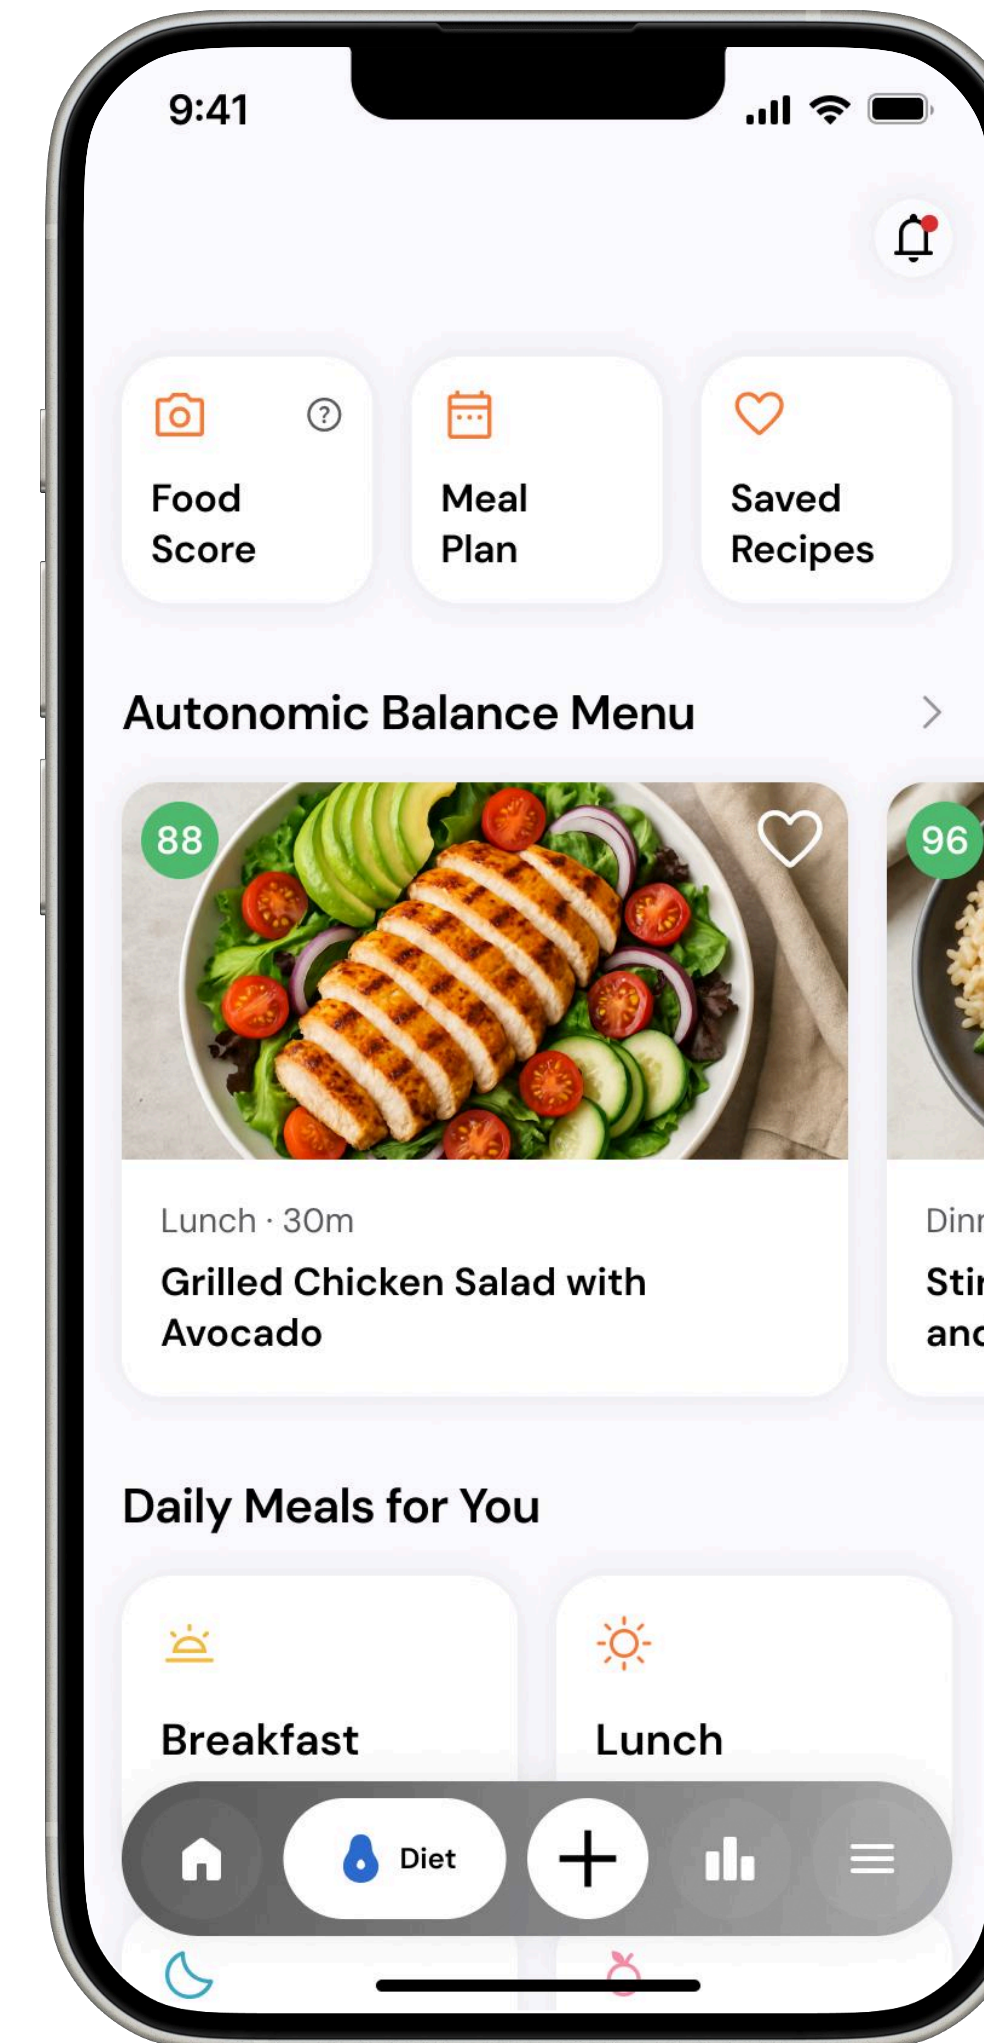 9:41
Food
Score
Meal
Plan
Saved
Recipes
Autonomic Balance Menu
88
96
Lunch · 30m
Grilled Chicken Salad with
Avocado
Daily Meals for You
Breakfast
Lunch
Diet